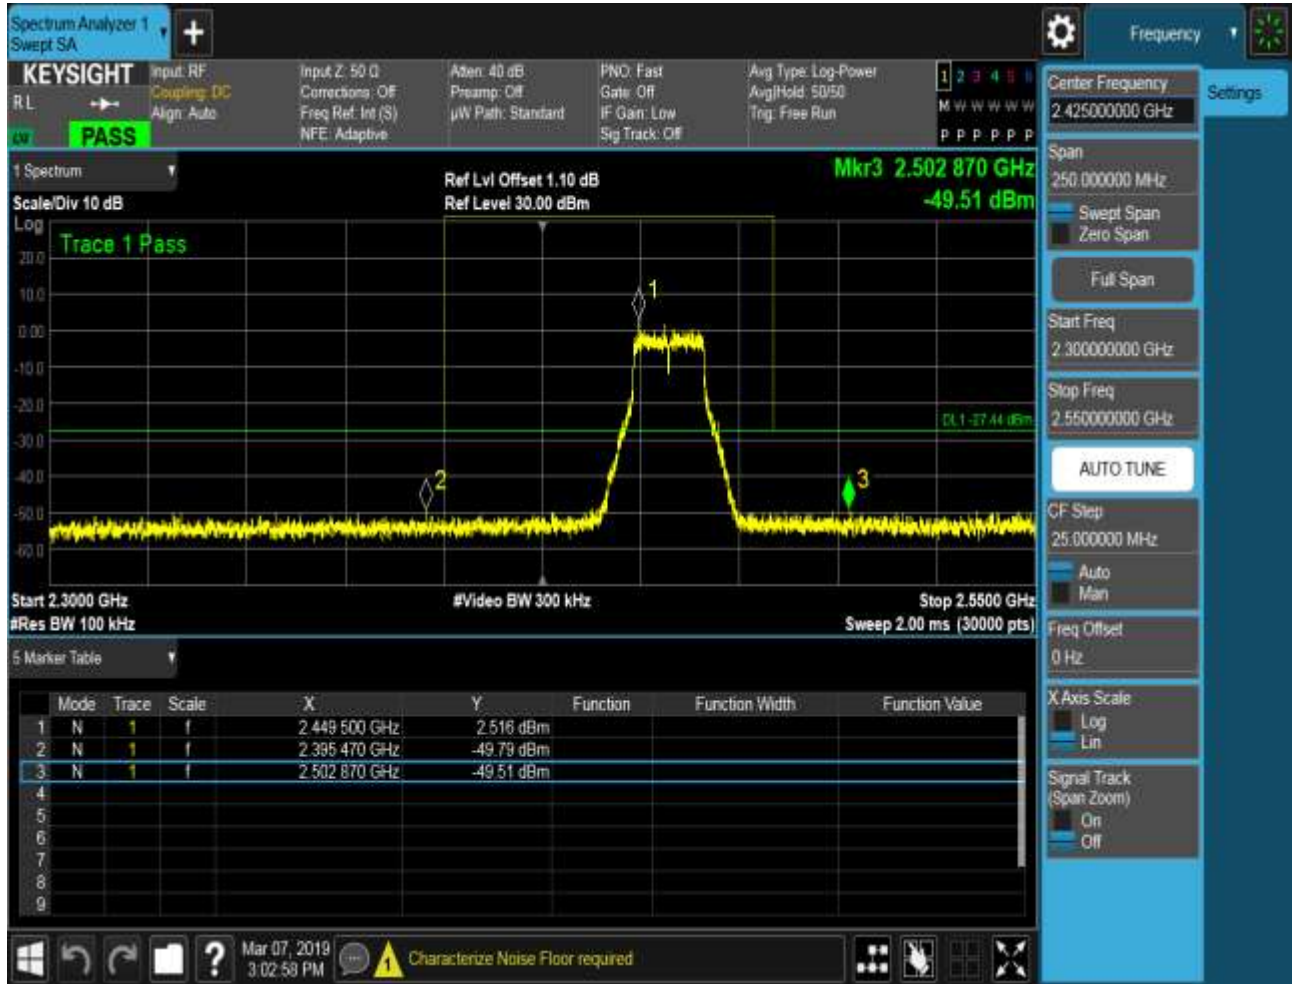 Spectrum Analyzer 1
Swept SA
+
Frequency
KEYSIGHT
R L
PASS
Input: RF
Coupling: DC
Align: Auto
Input Z: 50 Ω
Corrections: Off
Freq Ref: Int (S)
NFE: Adaptive
Atten: 40 dB
Preamp: Off
µW Path: Standard
PNO: Fast
Gate: Off
IF Gain: Low
Sig Track: Off
Avg Type: Log-Power
Avg|Hold: 50/50
Trig: Free Run
1 2 3 4 5 6
M W W W W W
P P P P P P
1 Spectrum
Scale/Div 10 dB
Ref Lvl Offset 1.10 dB
Ref Level 30.00 dBm
Mkr3 2.502 870 GHz
-49.51 dBm
Log
Trace 1 Pass
20.0
10.0
0.00
-10.0
-20.0
-30.0
-40.0
-50.0
-60.0
1
2
3
DL1 -27.44 dBm
Start 2.3000 GHz
#Video BW 300 kHz
Stop 2.5500 GHz
#Res BW 100 kHz
Sweep 2.00 ms (30000 pts)
5 Marker Table
Mode Trace Scale X Y Function Function Width Function Value
1 N 1 f 2.449 500 GHz 2.516 dBm
2 N 1 f 2.395 470 GHz -49.79 dBm
3 N 1 f 2.502 870 GHz -49.51 dBm
4
5
6
7
8
9
Mar 07, 2019
3:02:58 PM
?
1
Characterize Noise Floor required
Center Frequency
2.425000000 GHz
Settings
Span
250.000000 MHz
Swept Span
Zero Span
Full Span
Start Freq
2.300000000 GHz
Stop Freq
2.550000000 GHz
AUTO TUNE
CF Step
25.000000 MHz
Auto
Man
Freq Offset
0 Hz
X Axis Scale
Log
Lin
Signal Track
(Span Zoom)
On
Off